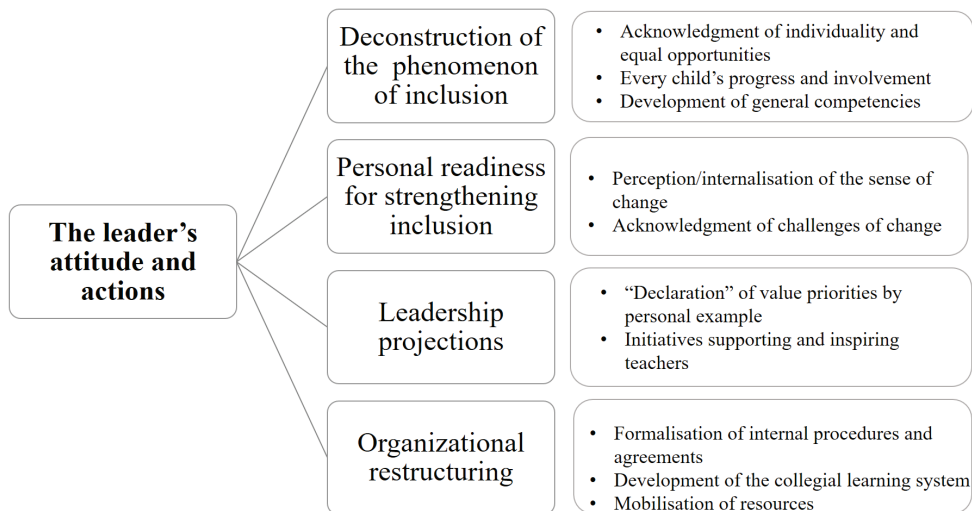 Deconstruction of
the phenomenon
of inclusion
• Acknowledgment of individuality and
equal opportunities
• Every child's progress and involvement
• Development of general competencies
Personal readiness
for strengthening
inclusion
• Perception/internalisation of the sense of
change
• Acknowledgment of challenges of change
The leader's
attitude and
actions
Leadership
projections
• “Declaration” of value priorities by
personal example
• Initiatives supporting and inspiring
teachers
Organizational
restructuring
• Formalisation of internal procedures and
agreements
• Development of the collegial learning system
• Mobilisation of resources